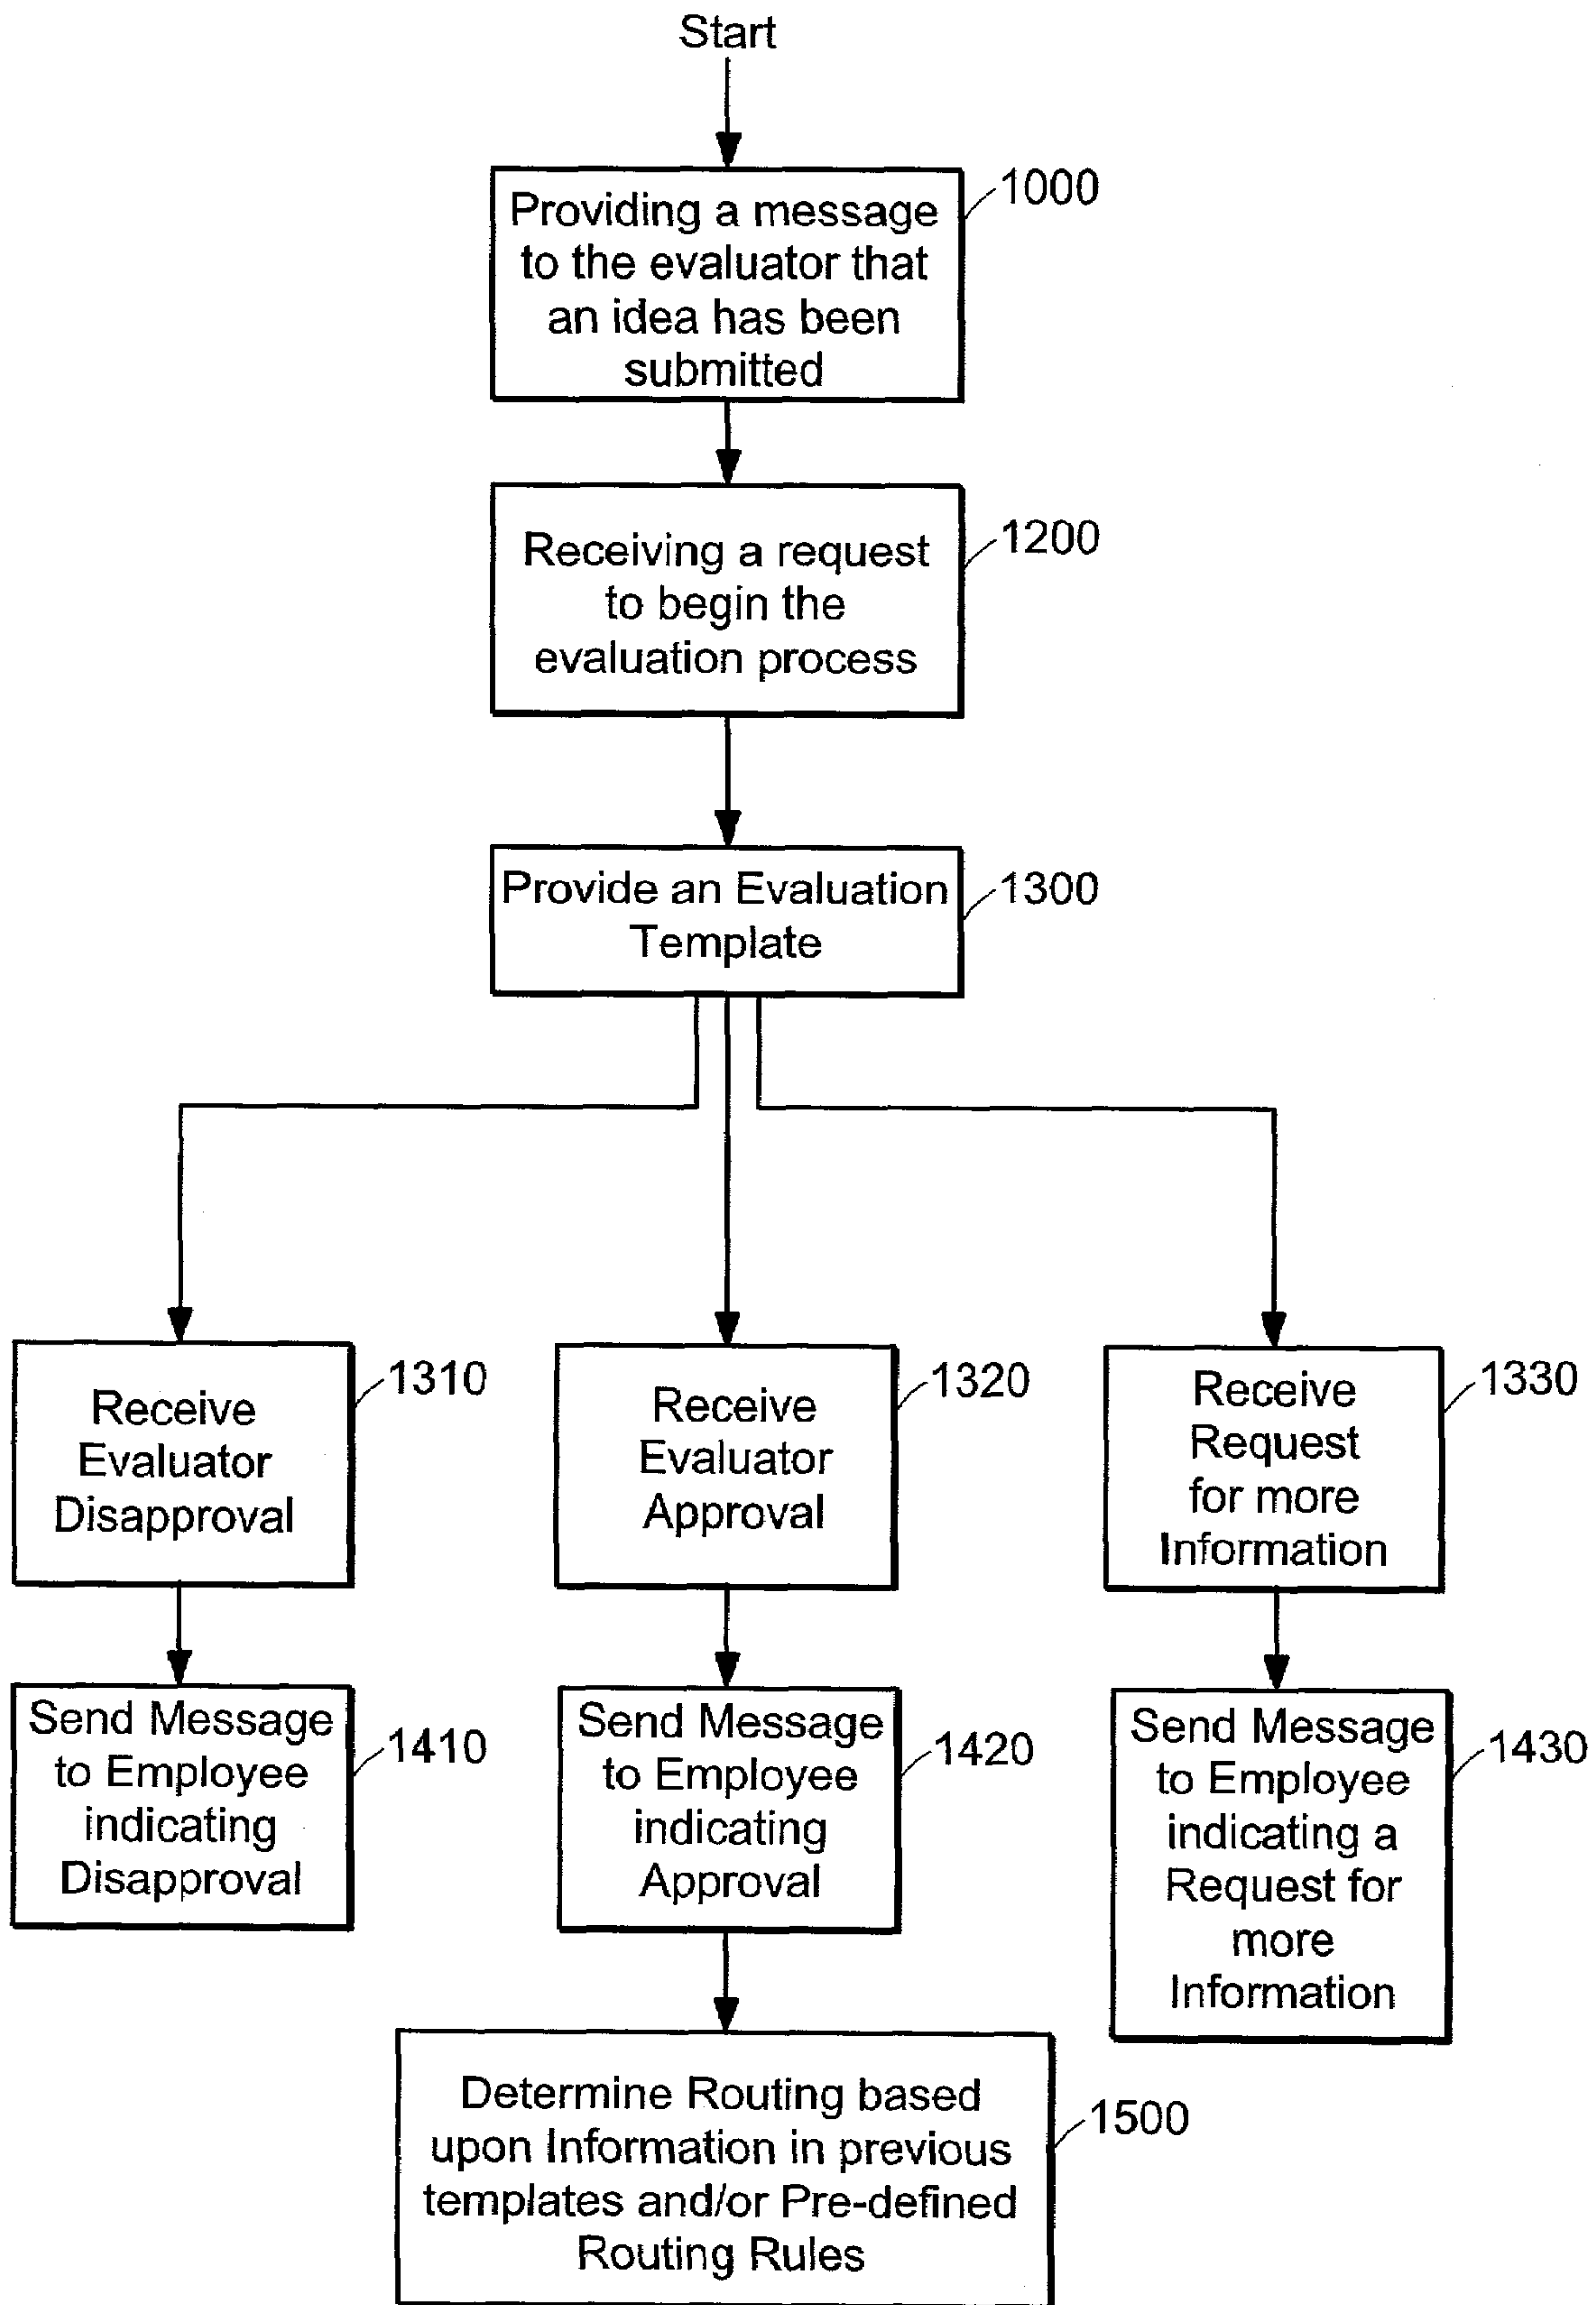 Start
Providing a message
to the evaluator that
an idea has been
submitted
1000
Receiving a request
to begin the
evaluation process
1200
Provide an Evaluation
Template
1300
Receive
Evaluator
Disapproval
1310
Receive
Evaluator
Approval
1320
Receive
Request
for more
Information
1330
Send Message
to Employee
indicating
Disapproval
1410
Send Message
to Employee
indicating
Approval
1420
Send Message
to Employee
indicating a
Request for
more
Information
1430
Determine Routing based
upon Information in previous
templates and/or Pre-defined
Routing Rules
1500